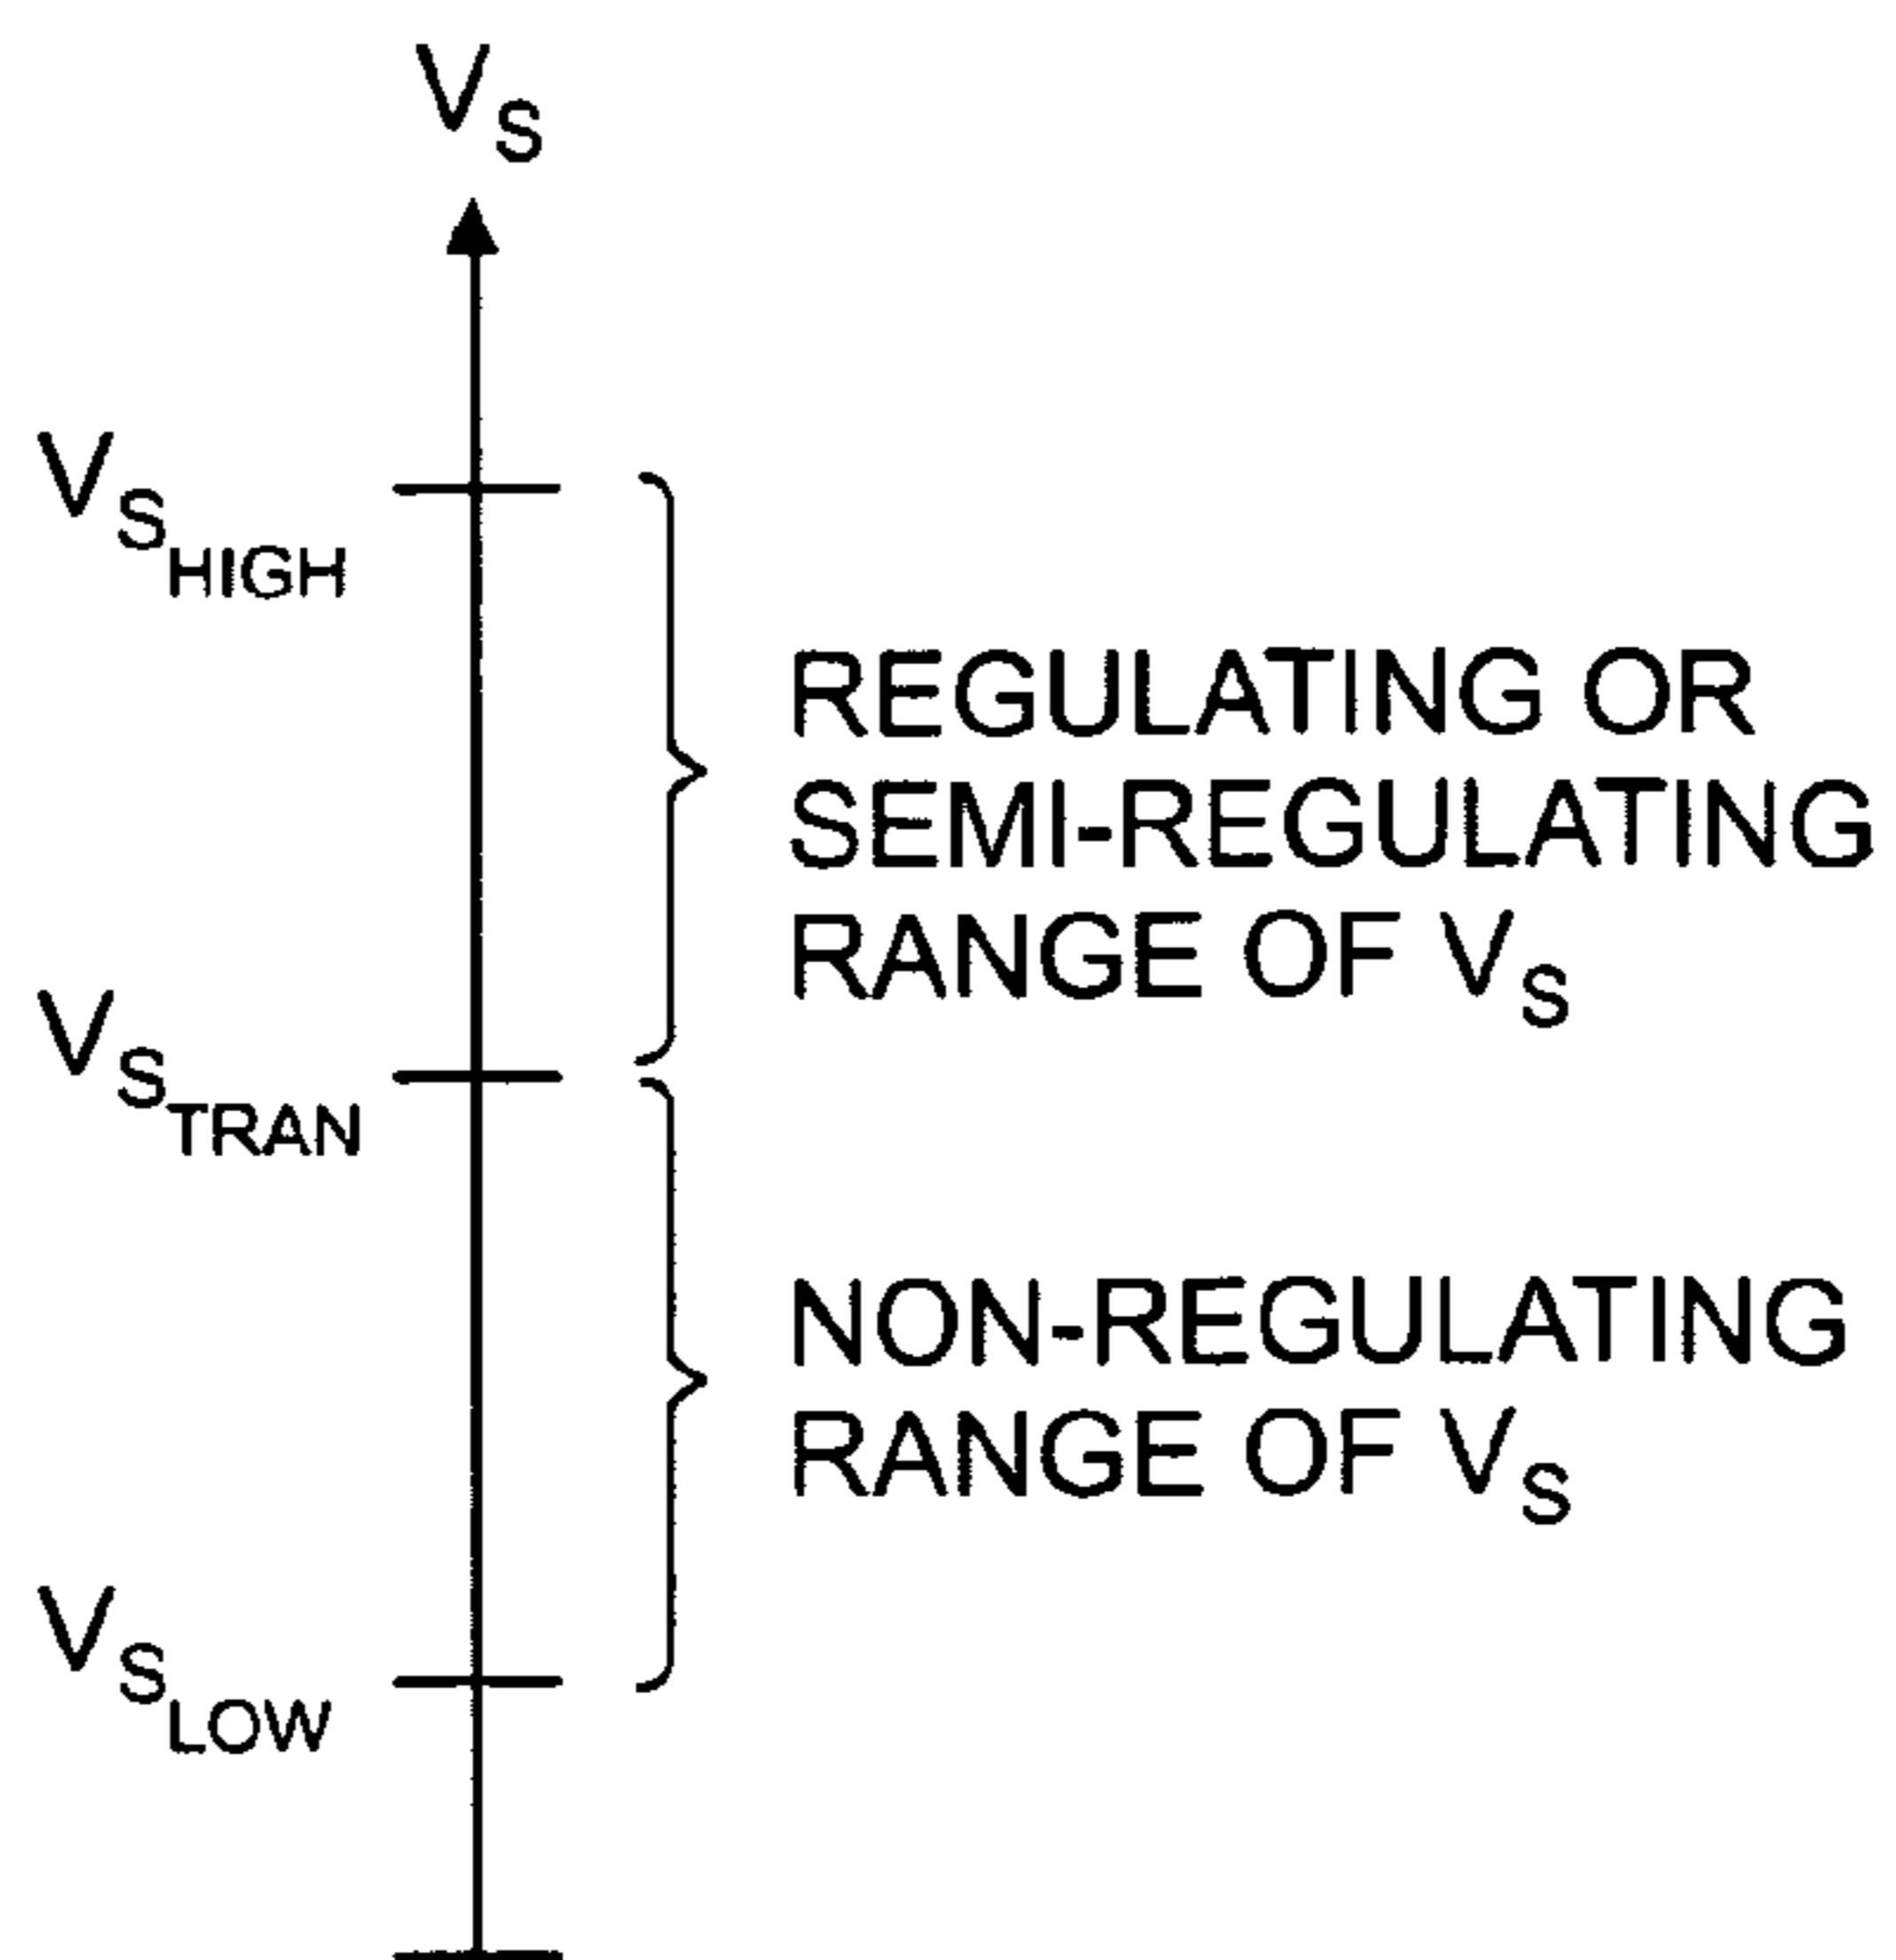 VS
VSHIGH
REGULATING OR
SEMI-REGULATING
RANGE OF VS
VSTRAN
NON-REGULATING
RANGE OF VS
VSLOW